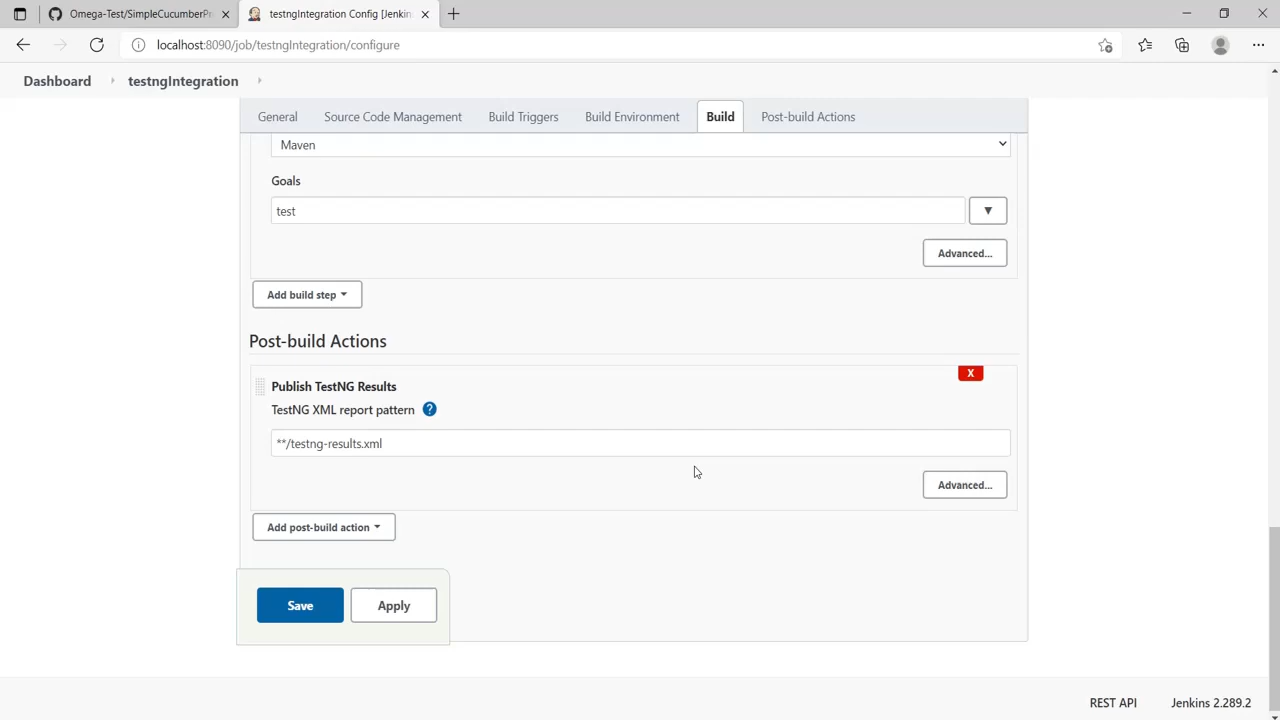 Omega-Test/SimpleCucumberPr
testngIntegration Config [Jenkin
localhost:8090/job/testngIntegration/configure
Dashboard testngIntegration
General Source Code Management Build Triggers Build Environment Build Post-build Actions
Maven
Goals
test
Advanced...
Add build step
Post-build Actions
X
Publish TestNG Results
TestNG XML report pattern ?
**/testng-results.xml
Advanced...
Add post-build action
Save Apply
REST API Jenkins 2.289.2